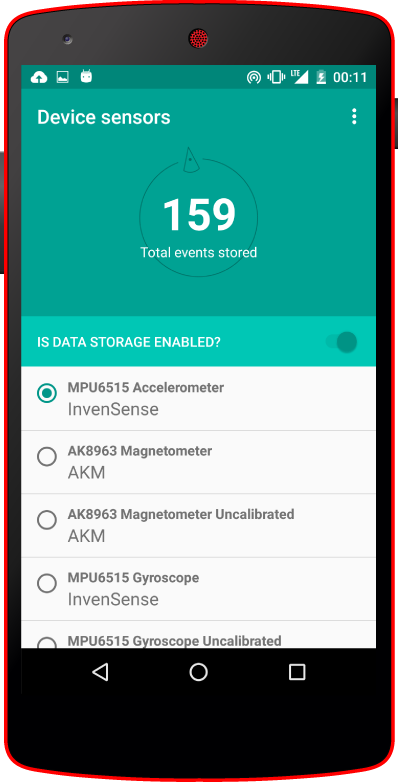 LTE 00:11
Device sensors
159
Total events stored
IS DATA STORAGE ENABLED?
MPU6515 Accelerometer
InvenSense
AK8963 Magnetometer
AKM
AK8963 Magnetometer Uncalibrated
AKM
MPU6515 Gyroscope
InvenSense
MPU6515 Gyroscope Uncalibrated